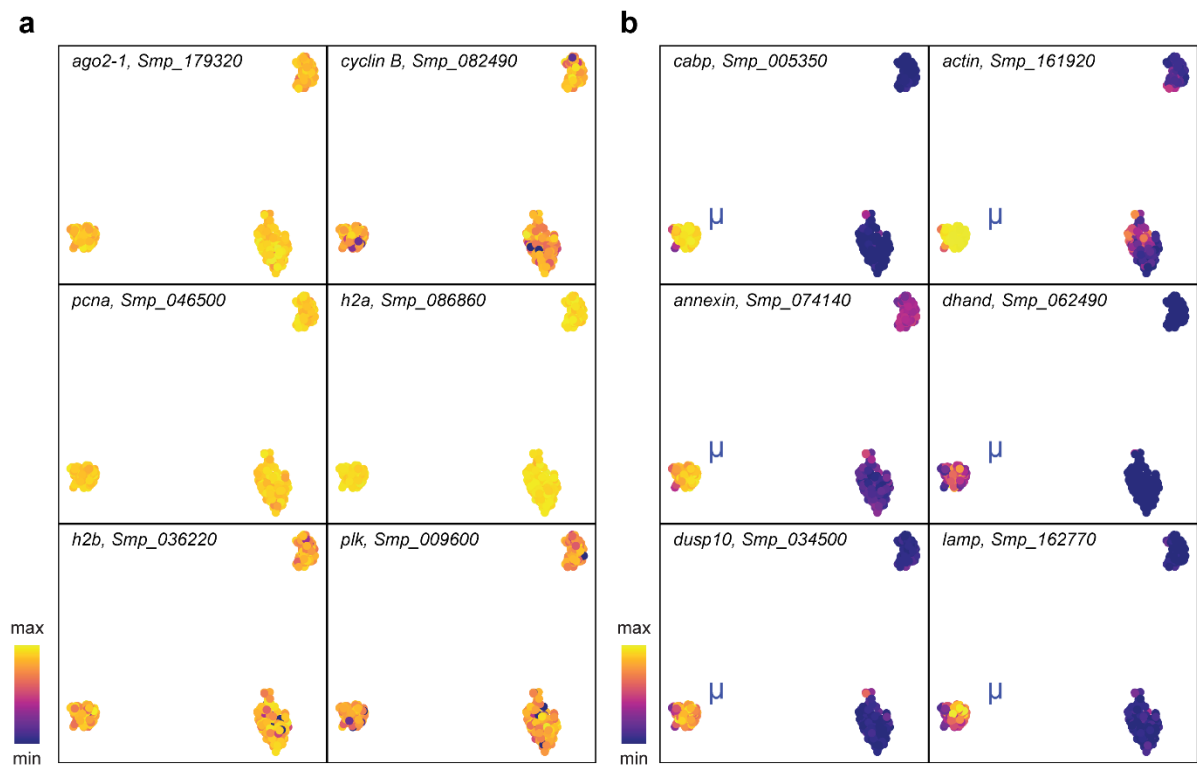 a
b
ago2-1, Smp_179320
cyclin B, Smp_082490
cabp, Smp_005350
actin, Smp_161920
μ
μ
pcna, Smp_046500
h2a, Smp_086860
annexin, Smp_074140
dhand, Smp_062490
μ
μ
h2b, Smp_036220
plk, Smp_009600
dusp10, Smp_034500
lamp, Smp_162770
max
max
μ
μ
min
min